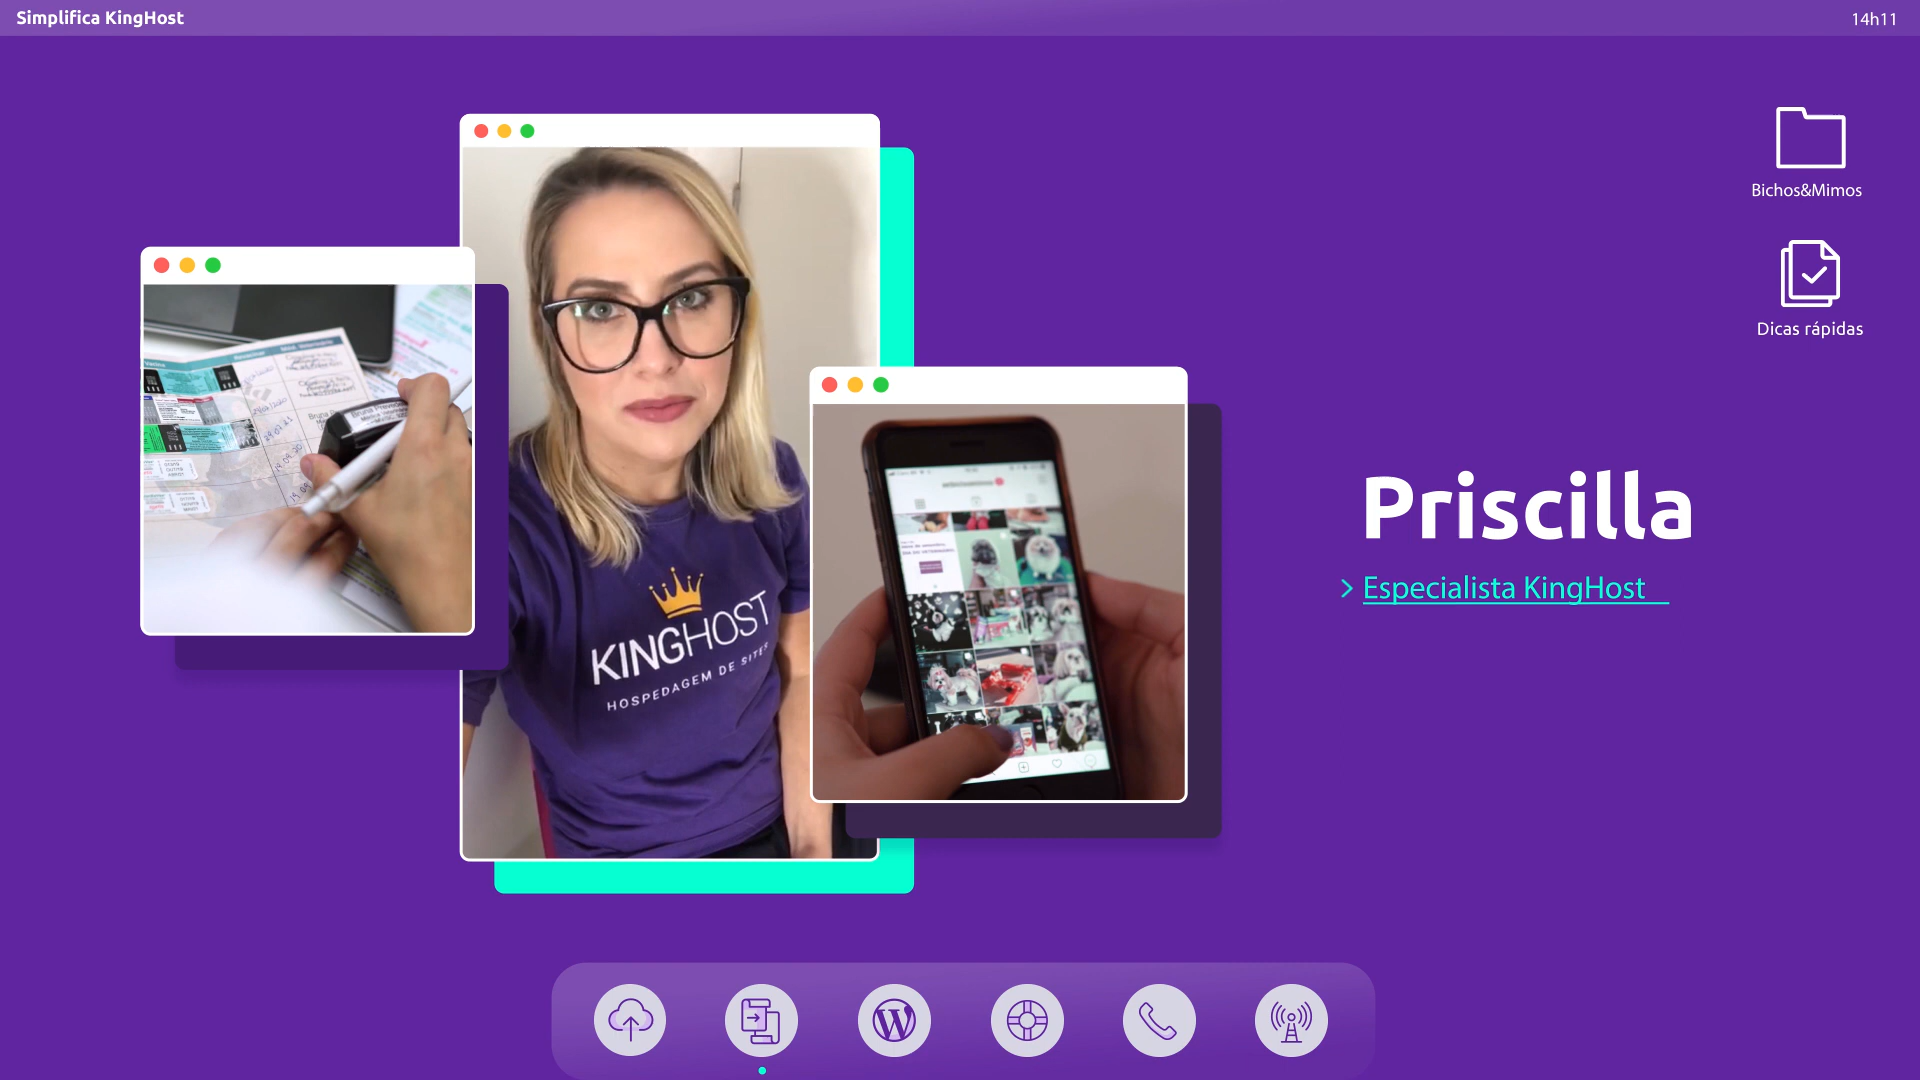 Simplifica KingHost
14h11
Bichos&Mimos
Dicas rápidas
KINGHOST
HOSPEDAGEM DE SITES
Priscilla
> Especialista KingHost